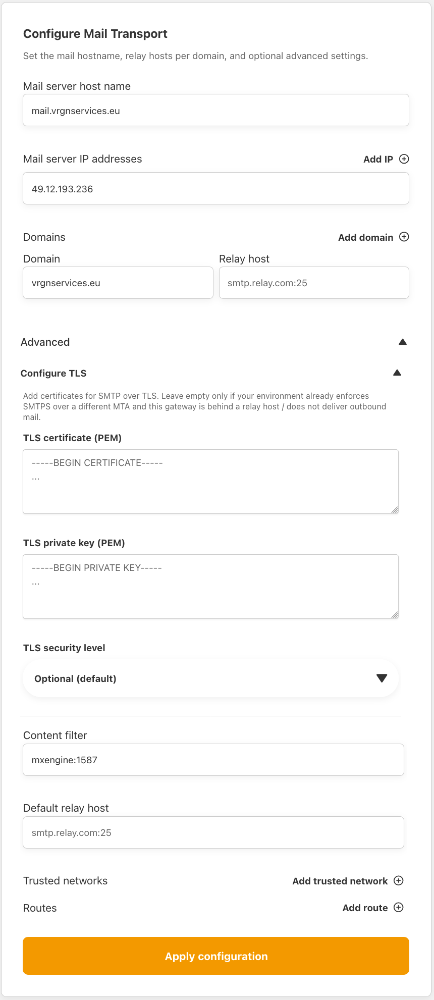 Configure Mail Transport
Set the mail hostname, relay hosts per domain, and optional advanced settings.
Mail server host name
mail.vrgnservices.eu
Mail server IP addresses
Add IP
49.12.193.236
Domains
Add domain
Domain
Relay host
vrgnservices.eu
smtp.relay.com:25
Advanced
Configure TLS
Add certificates for SMTP over TLS. Leave empty only if your environment already enforces
SMTPS over a different MTA and this gateway is behind a relay host / does not deliver outbound
mail.
TLS certificate (PEM)
-----BEGIN CERTIFICATE-----
...
TLS private key (PEM)
-----BEGIN PRIVATE KEY-----
...
TLS security level
Optional (default)
Content filter
mxengine:1587
Default relay host
smtp.relay.com:25
Trusted networks
Add trusted network
Routes
Add route
Apply configuration